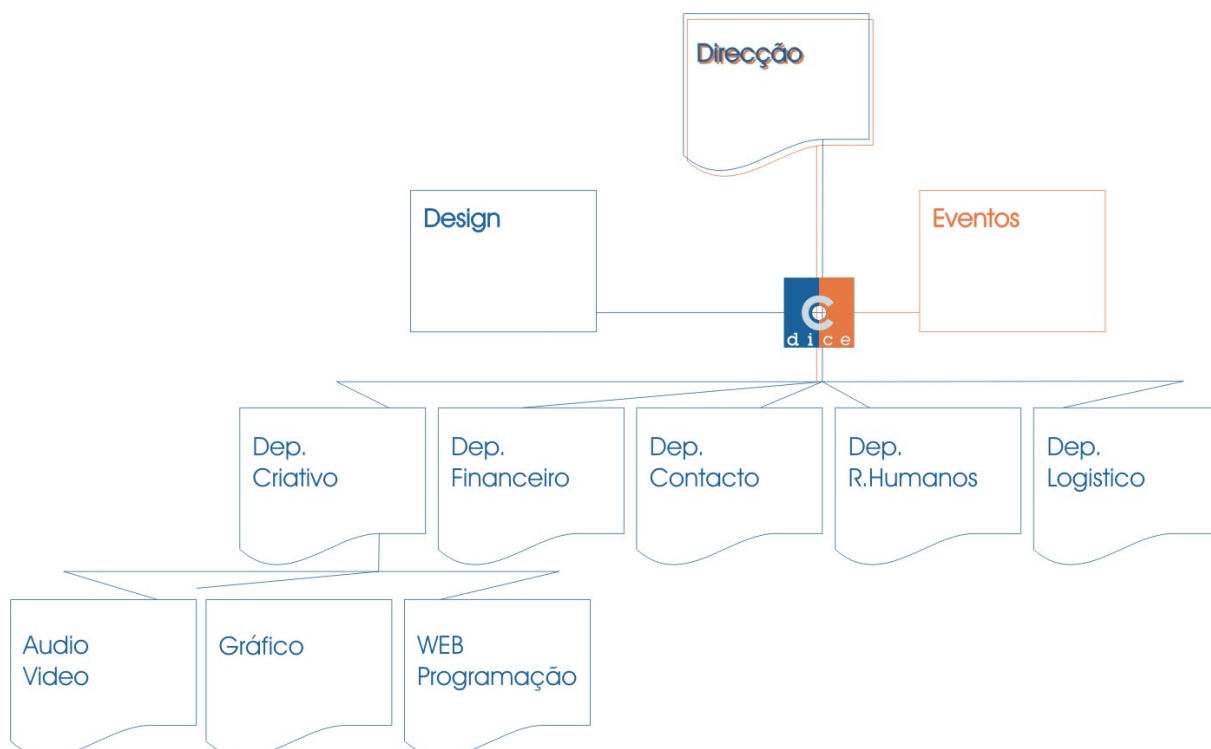 Direcção
Design
Eventos
C
dice
Dep.
Criativo
Dep.
Financeiro
Dep.
Contacto
Dep.
R.Humanos
Dep.
Logistico
Audio
Video
Gráfico
WEB
Programação